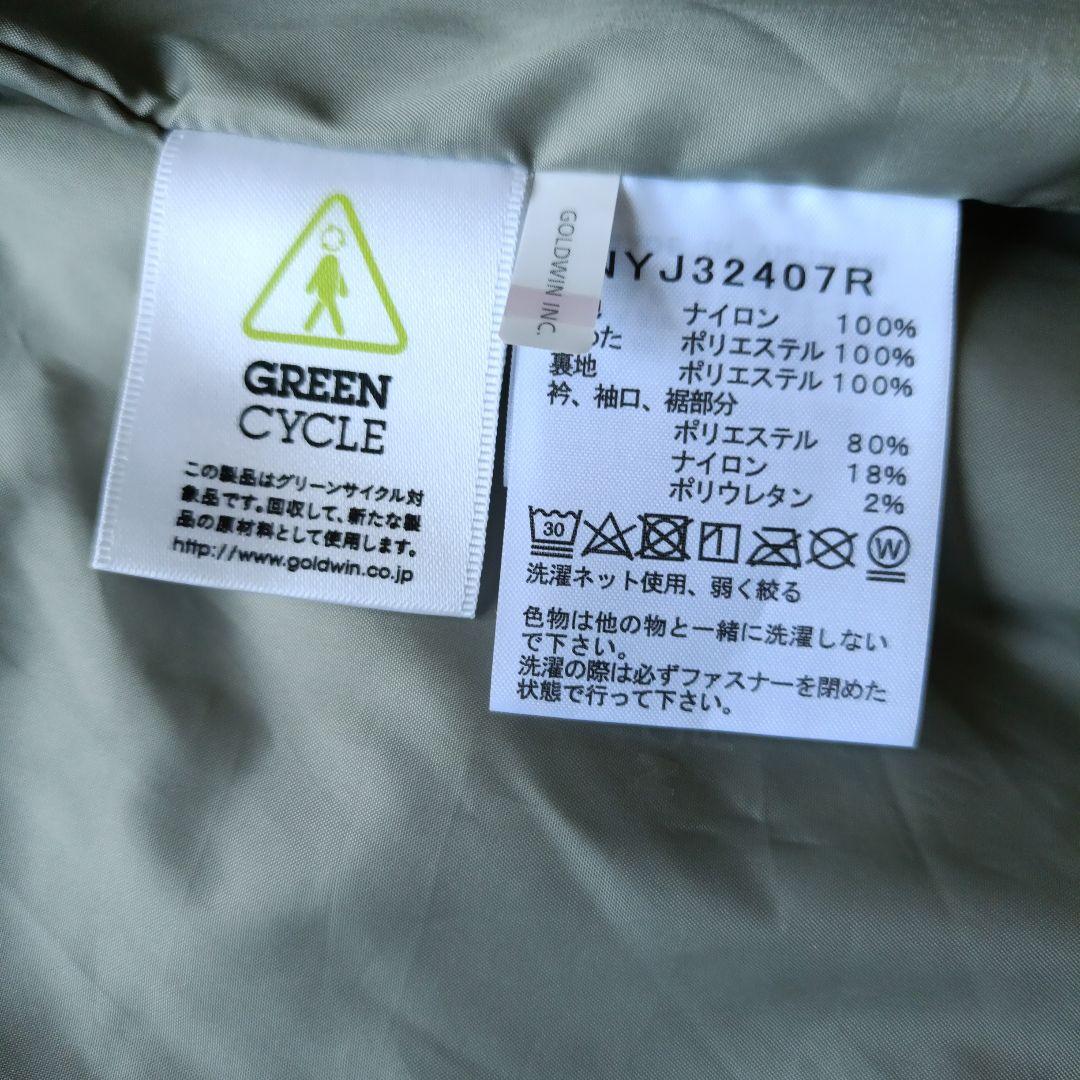 GREEN
CYCLE
この製品はグリーンサイクル対
象品です。回収して、新たな製
品の原材料として使用します。
http://www.goldwin.co.jp
GOLDWIN INC.
NYJ32407R
ナイロン 100%
わた ポリエステル 100%
裏地 ポリエステル 100%
衿、袖口、裾部分
ポリエステル 80%
ナイロン 18%
ポリウレタン 2%
30
W
洗濯ネット使用、弱く絞る
色物は他の物と一緒に洗濯しない
で下さい。
洗濯の際は必ずファスナーを閉めた
状態で行って下さい。